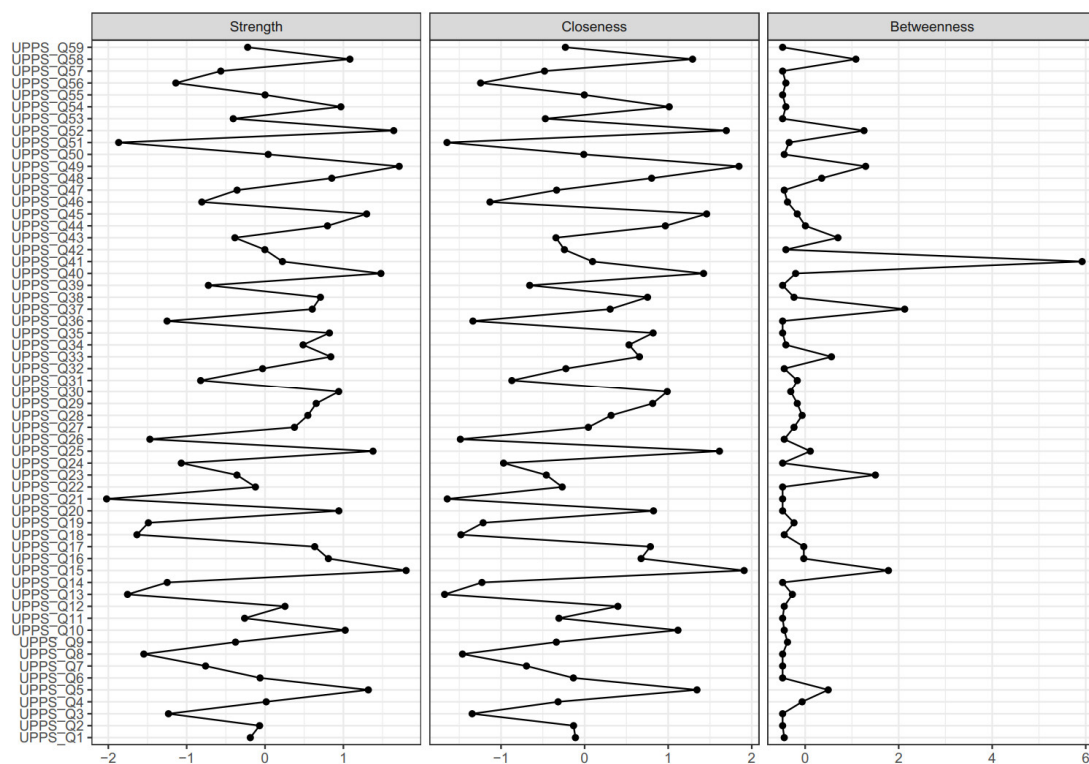 Strength Closeness Betweenness
UPPS_Q59
UPPS_Q58
UPPS_Q57
UPPS_Q56
UPPS_Q55
UPPS_Q54
UPPS_Q53
UPPS_Q52
UPPS_Q51
UPPS_Q50
UPPS_Q49
UPPS_Q48
UPPS_Q47
UPPS_Q46
UPPS_Q45
UPPS_Q44
UPPS_Q43
UPPS_Q42
UPPS_Q41
UPPS_Q40
UPPS_Q39
UPPS_Q38
UPPS_Q37
UPPS_Q36
UPPS_Q35
UPPS_Q34
UPPS_Q33
UPPS_Q32
UPPS_Q31
UPPS_Q30
UPPS_Q29
UPPS_Q28
UPPS_Q27
UPPS_Q26
UPPS_Q25
UPPS_Q24
UPPS_Q23
UPPS_Q22
UPPS_Q21
UPPS_Q20
UPPS_Q19
UPPS_Q18
UPPS_Q17
UPPS_Q16
UPPS_Q15
UPPS_Q14
UPPS_Q13
UPPS_Q12
UPPS_Q11
UPPS_Q10
UPPS_Q9
UPPS_Q8
UPPS_Q7
UPPS_Q6
UPPS_Q5
UPPS_Q4
UPPS_Q3
UPPS_Q2
UPPS_Q1
−2 −1 0 1 −1 0 1 2 0 2 4 6